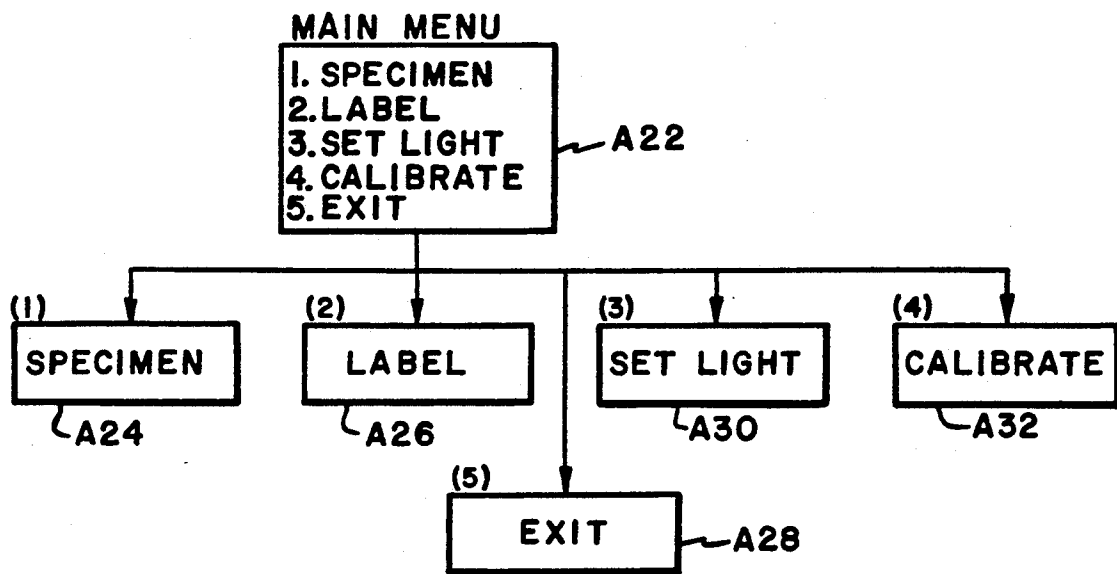 MAIN MENU
1. SPECIMEN
2. LABEL
3. SET LIGHT
4. CALIBRATE
5. EXIT
A22
(1)
SPECIMEN
A24
(2)
LABEL
A26
(3)
SET LIGHT
A30
(4)
CALIBRATE
A32
(5)
EXIT
A28